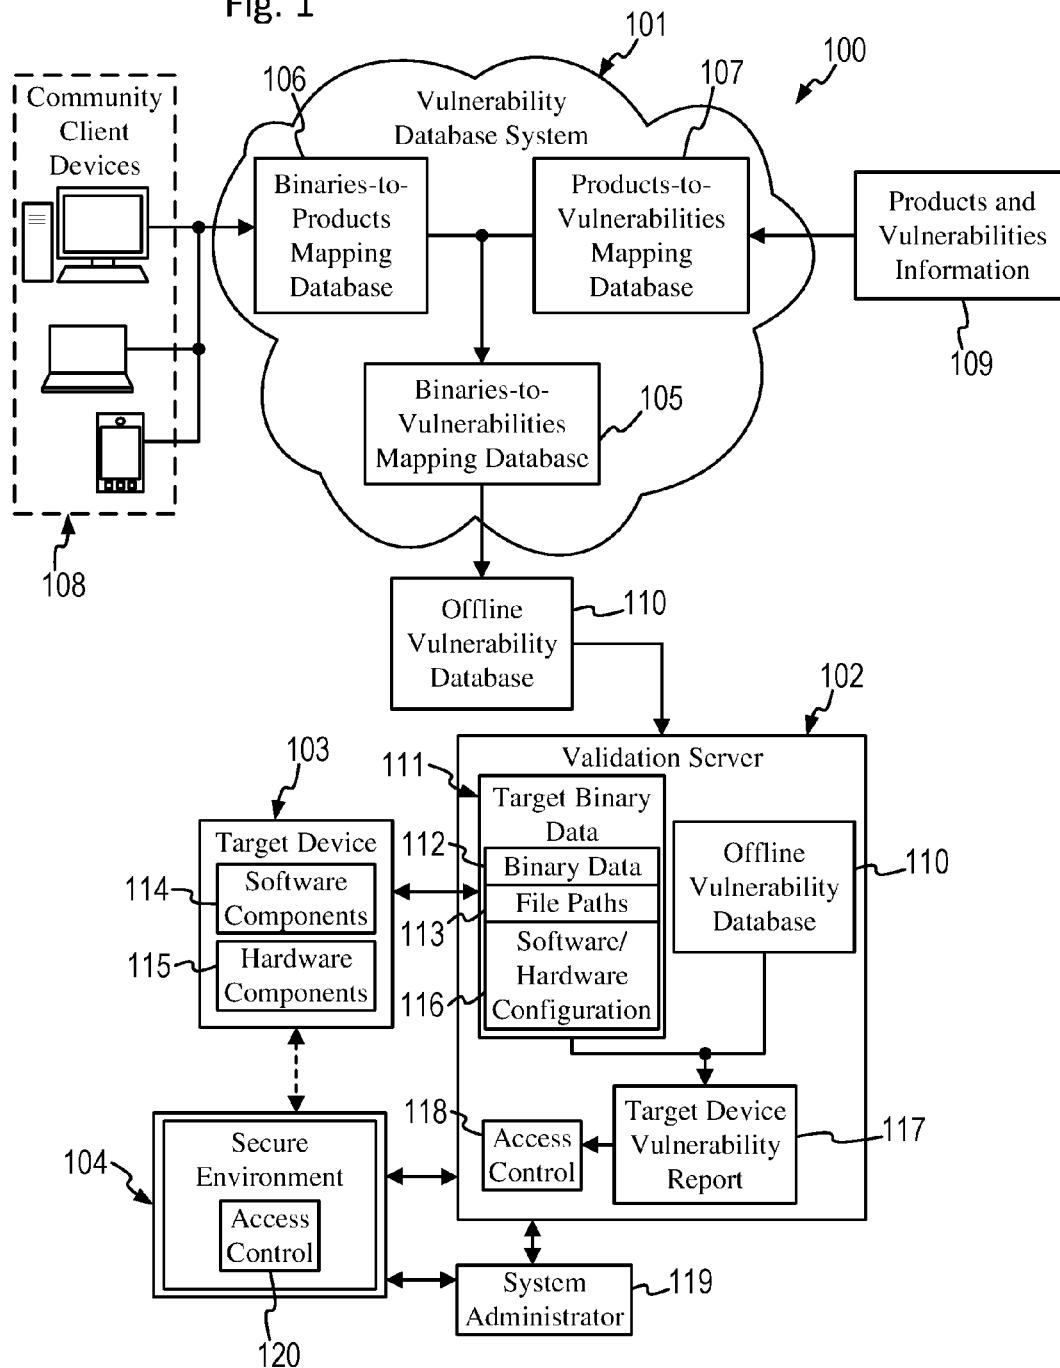 Fig. 1
101
100
106
107
Community
Client
Devices
Vulnerability
Database System
Binaries-to-
Products
Mapping
Database
Products-to-
Vulnerabilities
Mapping
Database
Products and
Vulnerabilities
Information
109
Binaries-to-
Vulnerabilities
Mapping Database
105
108
Offline
Vulnerability
Database
110
102
Validation Server
103
111
Target Binary
Data
112
Binary Data
113
File Paths
116
Software/
Hardware
Configuration
Offline
Vulnerability
Database
110
Target Device
114
Software
Components
115
Hardware
Components
118
Access
Control
Target Device
Vulnerability
Report
117
104
Secure
Environment
Access
Control
120
System
Administrator
119